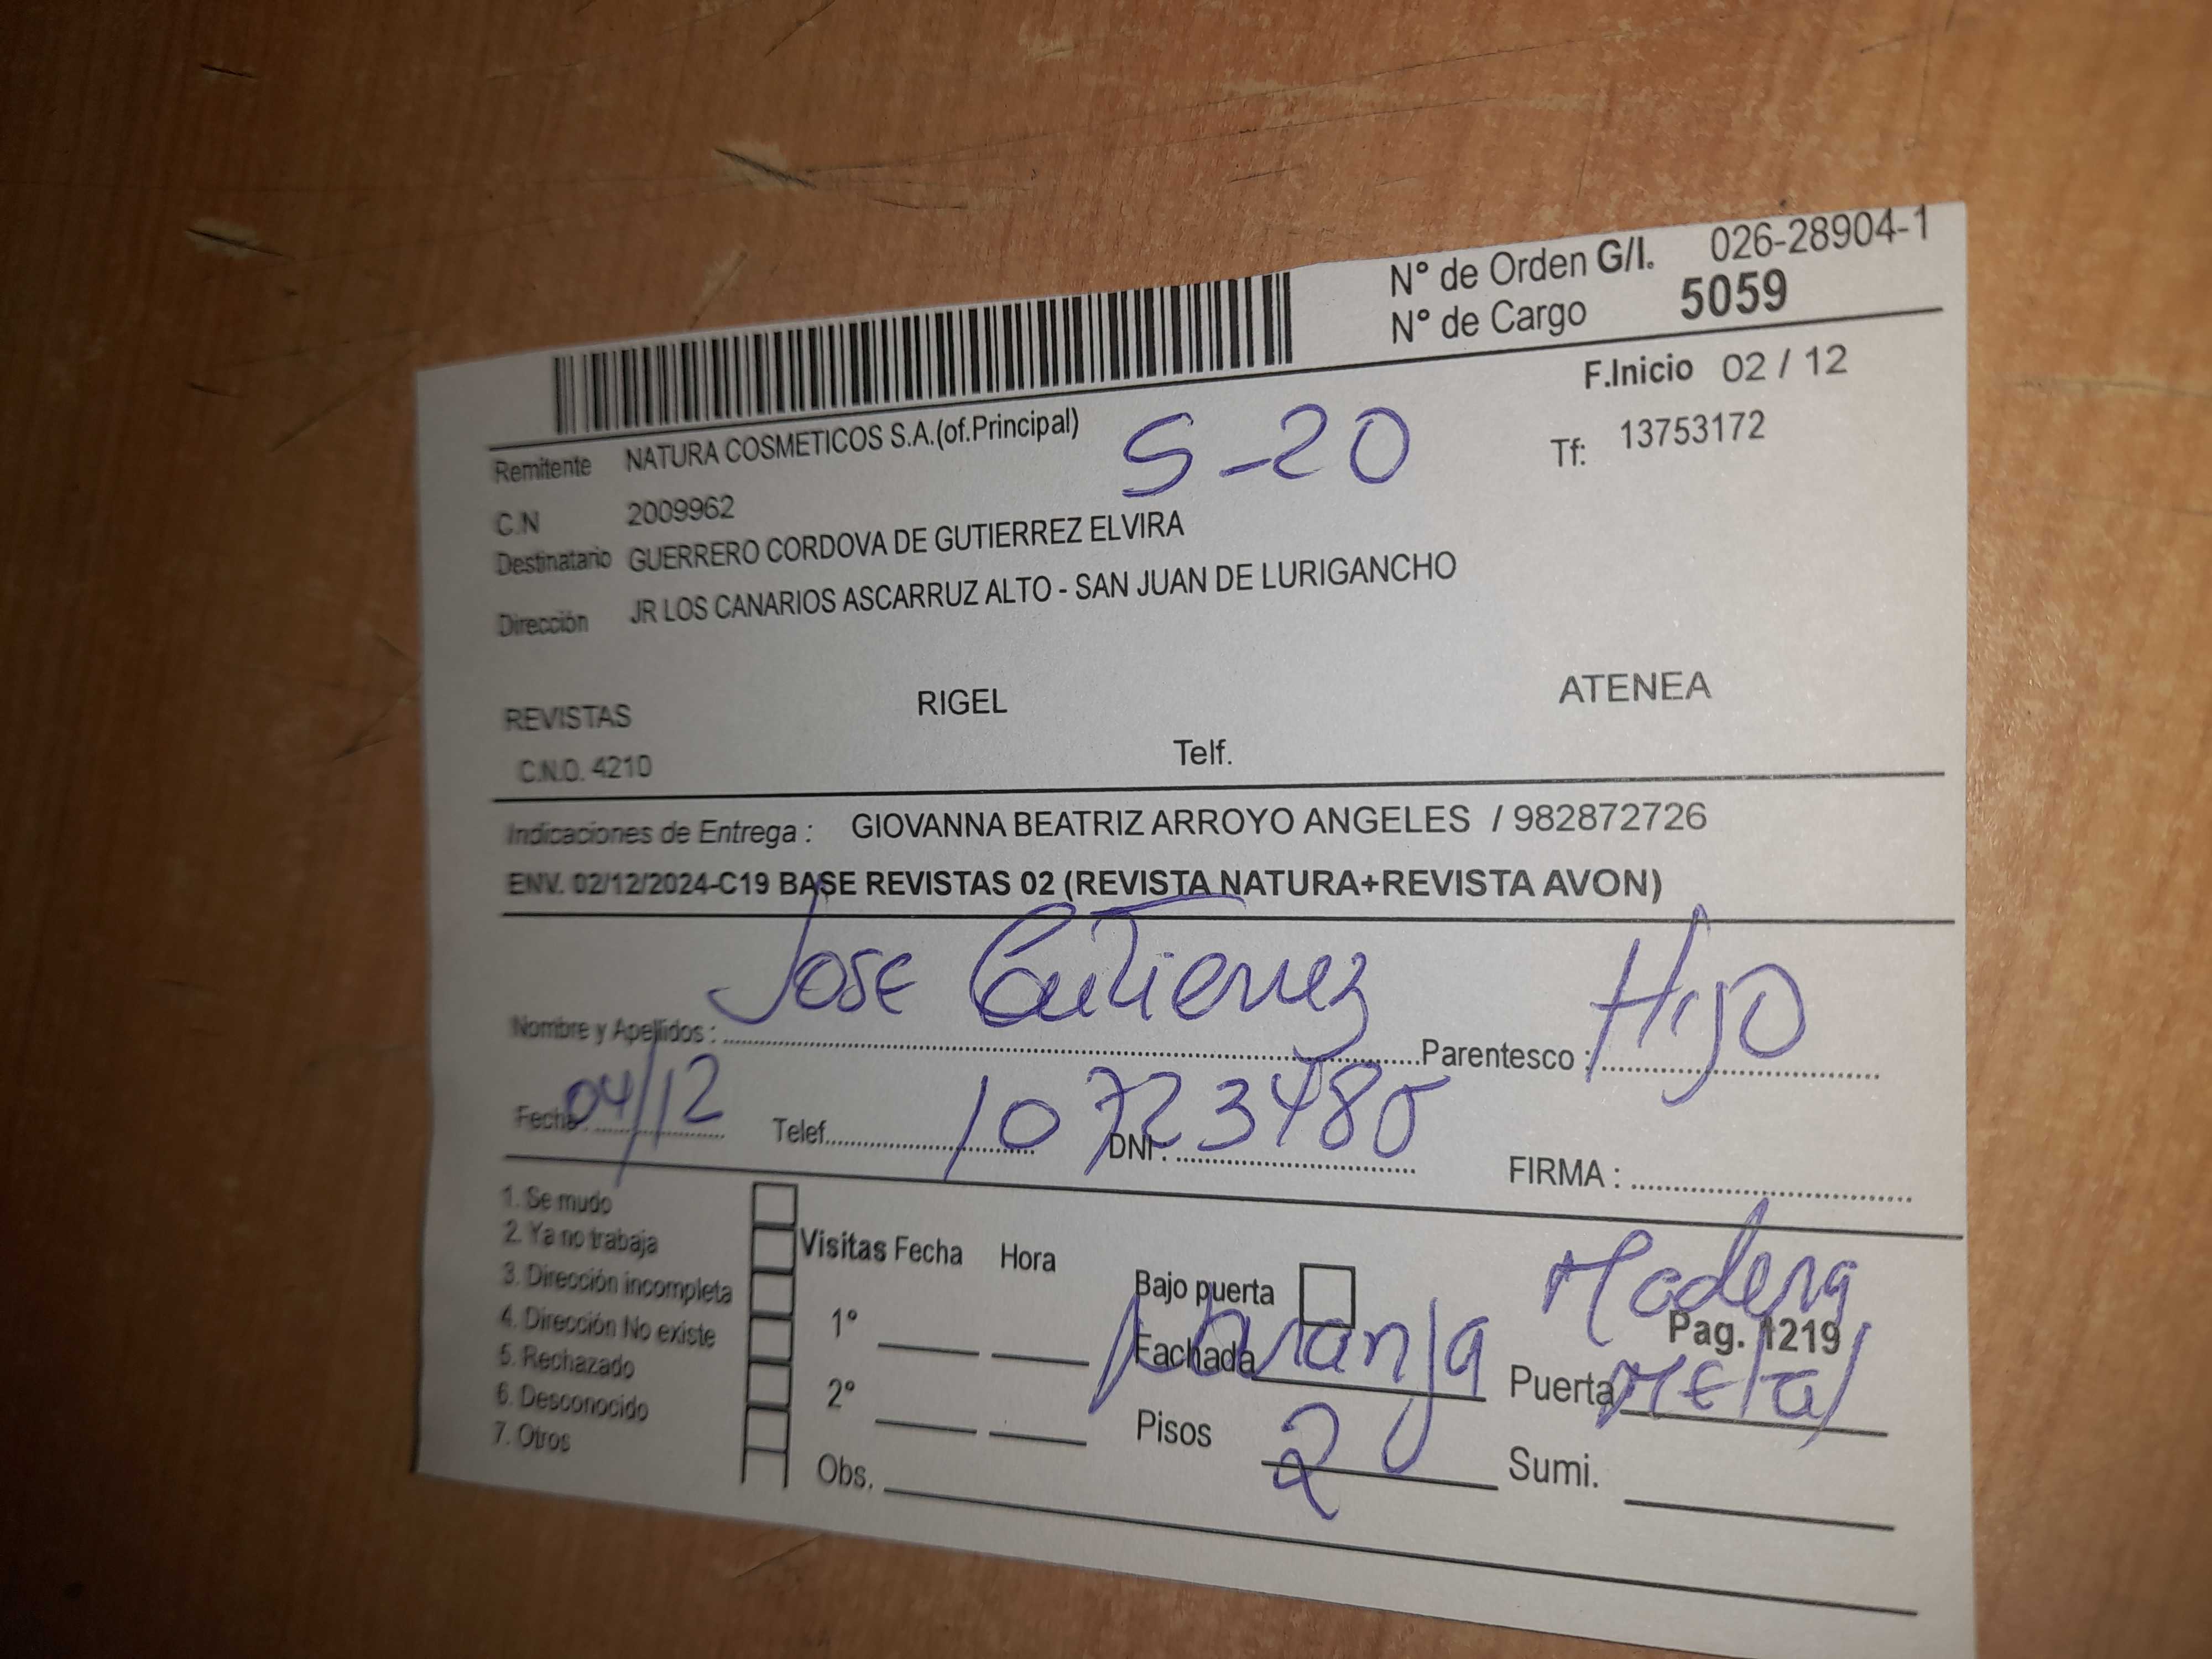 N° de Orden G/I. 026-28904-1
N° de Cargo 5059
F.Inicio 02 / 12
Remitente NATURA COSMETICOS S.A.(of.Principal) S-20 Tf: 13753172
C.N 2009962
Destinatario GUERRERO CORDOVA DE GUTIERREZ ELVIRA
Dirección JR LOS CANARIOS ASCARRUZ ALTO - SAN JUAN DE LURIGANCHO
REVISTAS RIGEL ATENEA
C.N.O. 4210 Telf.
Indicaciones de Entrega : GIOVANNA BEATRIZ ARROYO ANGELES / 982872726
ENV. 02/12/2024-C19 BASE REVISTAS 02 (REVISTA NATURA+REVISTA AVON)
Nombre y Apellidos : Jose Gutierrez Parentesco : Hijo
Fecha 04/12 Telef. DNI : 10723485 FIRMA :
1. Se mudo
2. Ya no trabaja
3. Dirección incompleta
4. Dirección No existe
5. Rechazado
6. Desconocido
7. Otros
Visitas Fecha Hora
1°
2°
Obs.
Bajo puerta
Fachada Naranja
Pisos 2
Madera
Pag. 1219
Puerta Metal
Sumi.